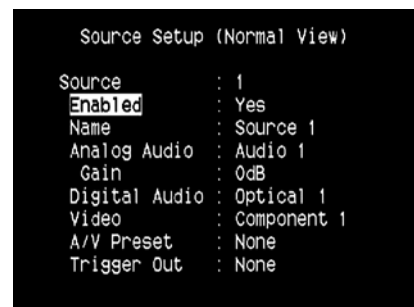 Source Setup (Normal View)
Source : 1
Enabled : Yes
Name : Source 1
Analog Audio : Audio 1
Gain : 0dB
Digital Audio : Optical 1
Video : Component 1
A/V Preset : None
Trigger Out : None